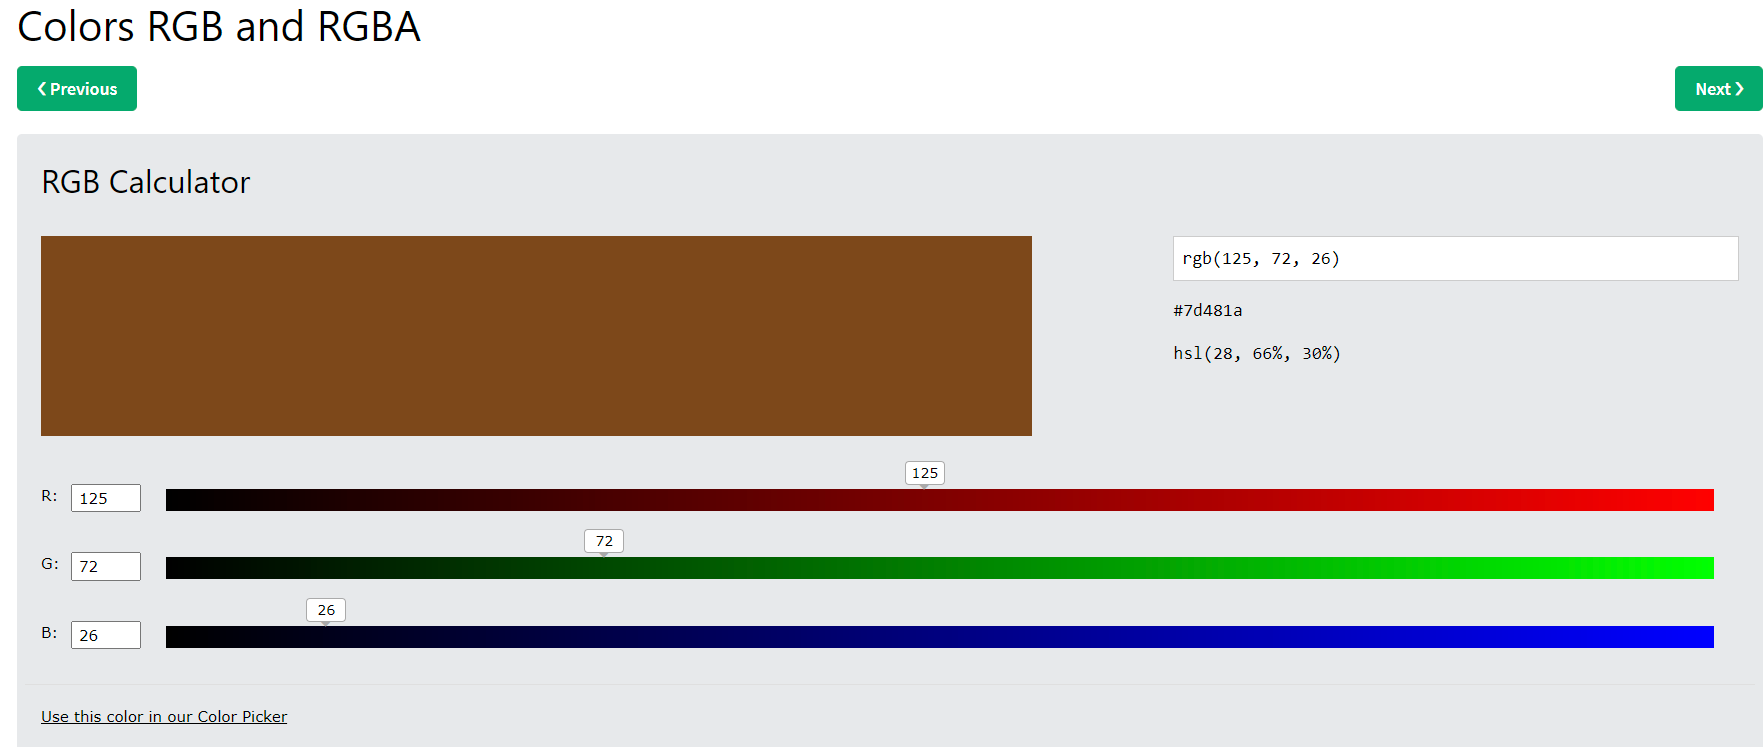 Colors RGB and RGBA
❮ Previous
Next ❯
RGB Calculator
rgb(125, 72, 26)
#7d481a
hsl(28, 66%, 30%)
125
R: 125
72
G: 72
26
B: 26
Use this color in our Color Picker